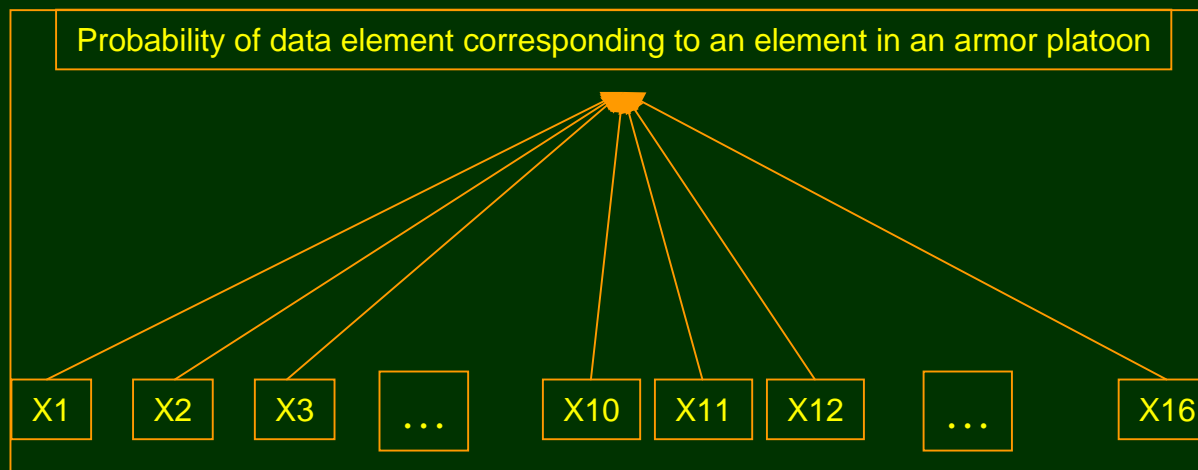 Probability of data element corresponding to an element in an armor platoon
X1 X2 X3 … X10 X11 X12 … X16